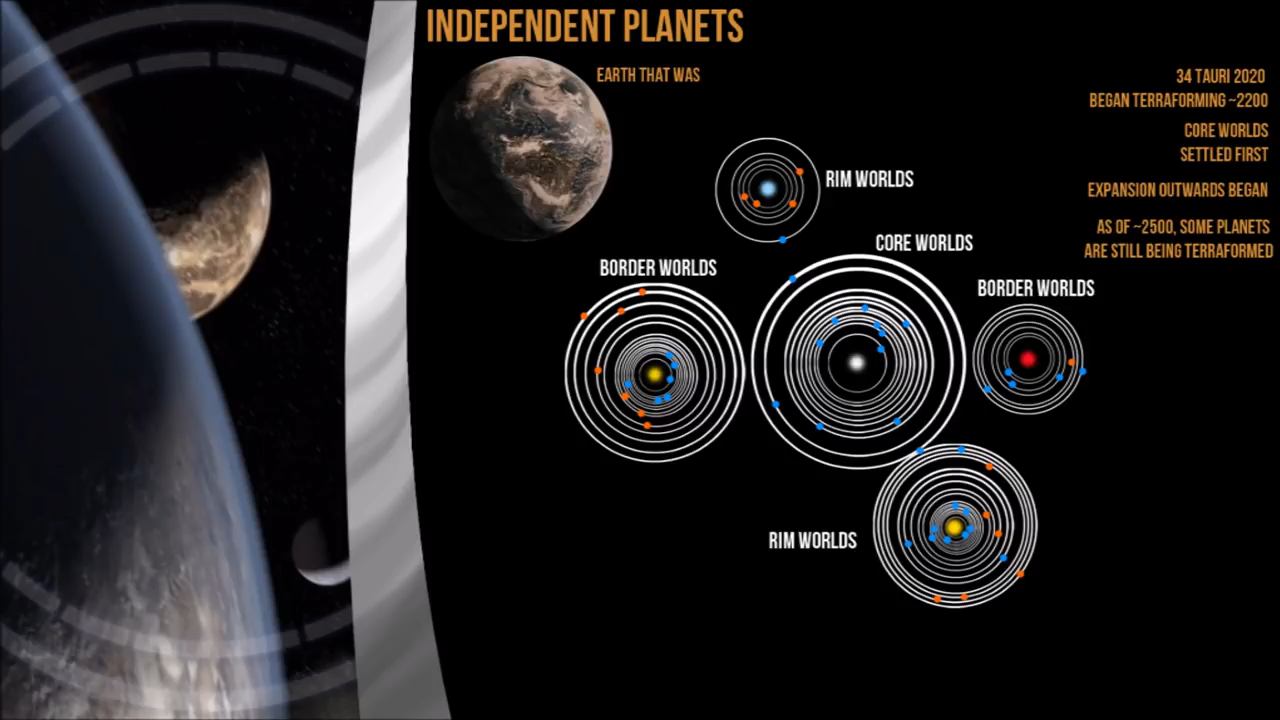 INDEPENDENT PLANETS
EARTH THAT WAS
34 TAURI 2020
BEGAN TERRAFORMING ~2200
CORE WORLDS
SETTLED FIRST
EXPANSION OUTWARDS BEGAN
AS OF ~2500, SOME PLANETS
ARE STILL BEING TERRAFORMED
RIM WORLDS
CORE WORLDS
BORDER WORLDS
BORDER WORLDS
RIM WORLDS